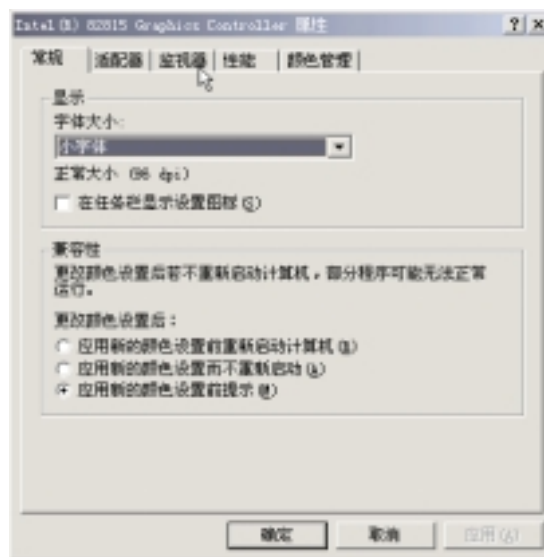 Intel(R) 82815 Graphics Controller 属性
常规 适配器 监视器 性能 颜色管理
显示
字体大小:
小字体
正常大小 (96 dpi)
在任务栏显示设置图标(S)
兼容性
更改颜色设置后若不重新启动计算机，部分程序可能无法正常
运行。
更改颜色设置后：
应用新的颜色设置前重新启动计算机(R)
应用新的颜色设置而不重新启动(A)
应用新的颜色设置前提示(M)
确定 取消 应用(A)